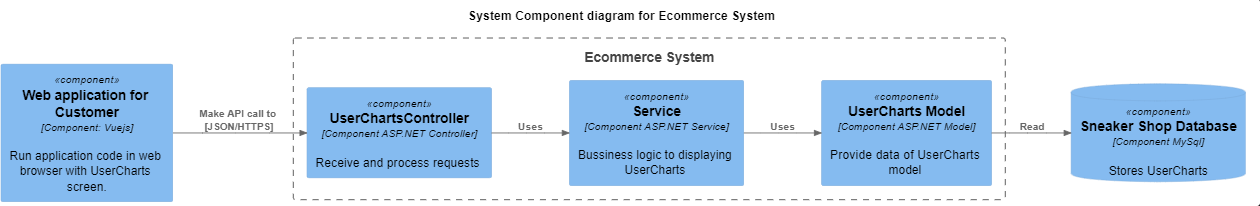 System Component diagram for Ecommerce System
Ecommerce System
«component»
Web application for
Customer
[Component: Vuejs]
Run application code in web
browser with UserCharts
screen.
Make API call to
[JSON/HTTPS]
«component»
UserChartsController
[Component ASP.NET Controller]
Receive and process requests
Uses
«component»
Service
[Component ASP.NET Service]
Bussiness logic to displaying
UserCharts
Uses
«component»
UserCharts Model
[Component ASP.NET Model]
Provide data of UserCharts
model
Read
«component»
Sneaker Shop Database
[Component MySql]
Stores UserCharts